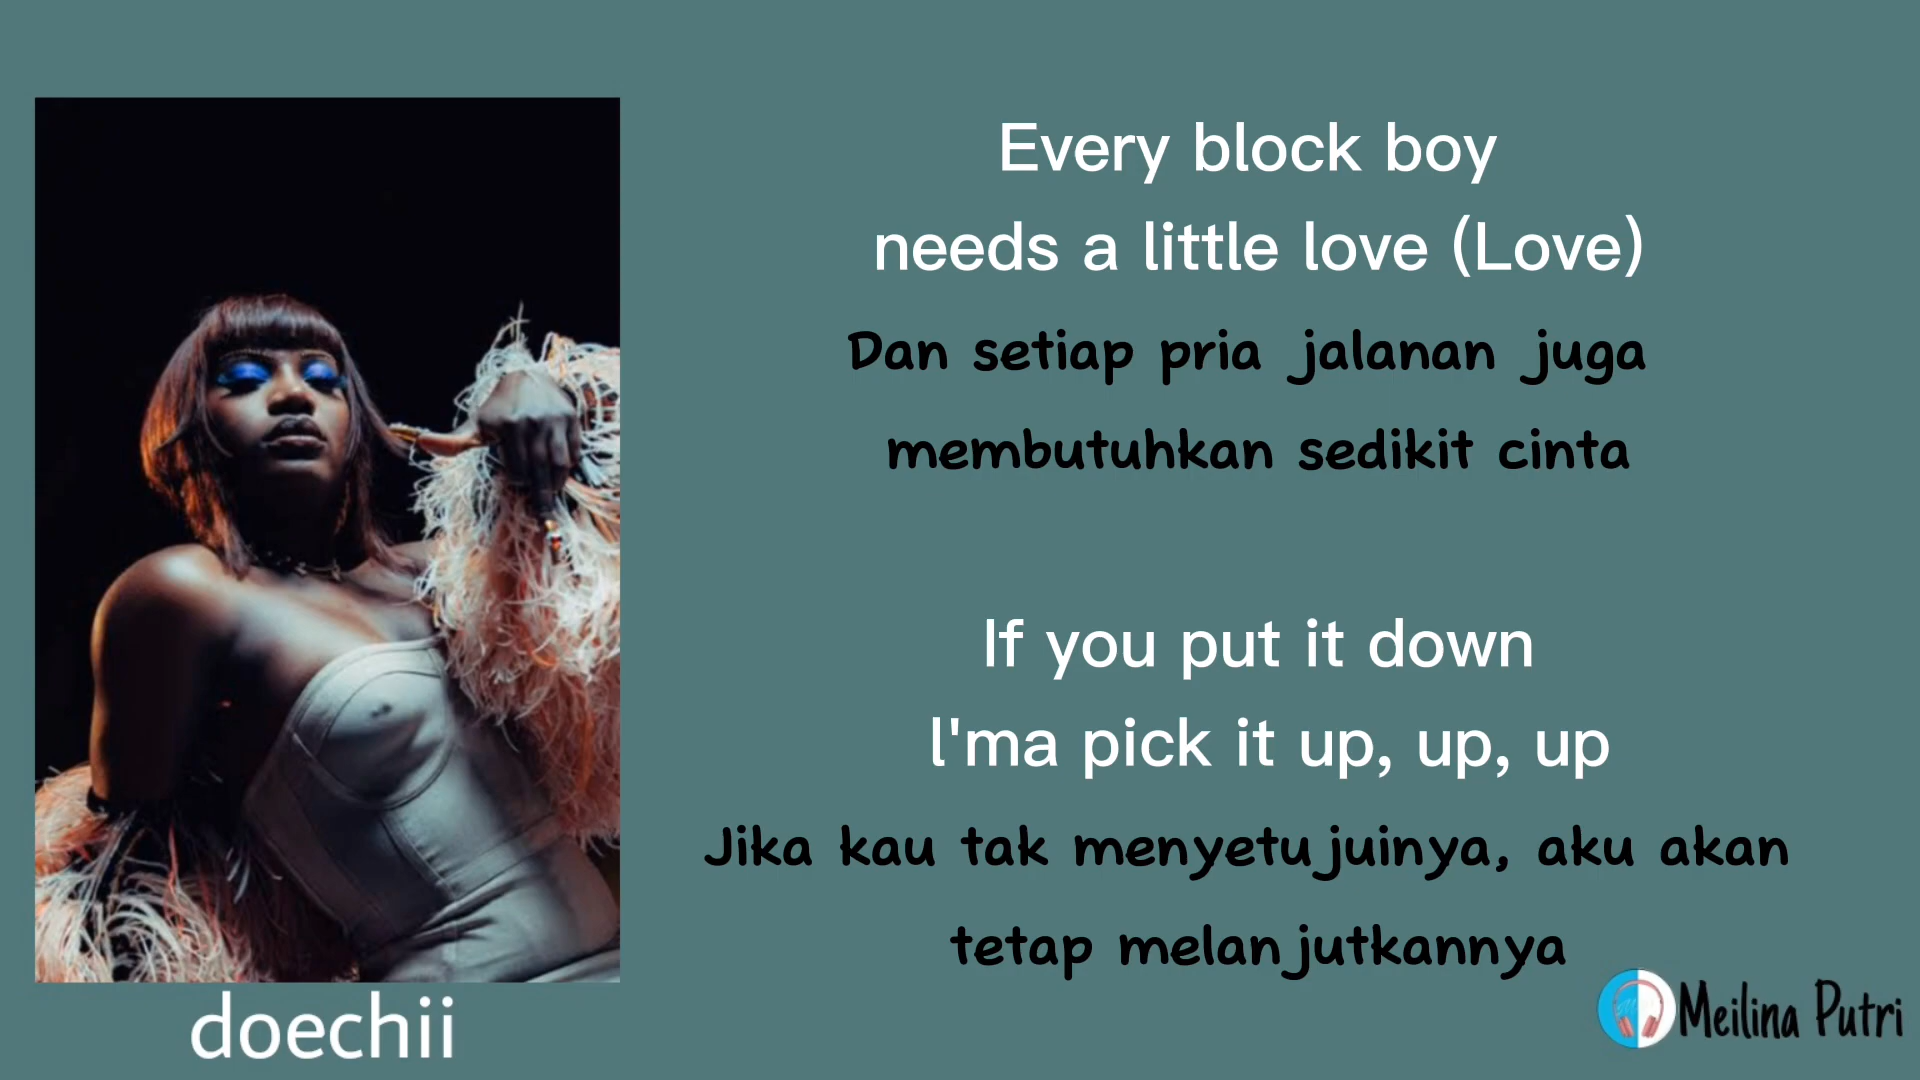 Every block boy
needs a little love (Love)
Dan setiap pria jalanan juga
membutuhkan sedikit cinta
If you put it down
l'ma pick it up, up, up
Jika kau tak menyetujuinya, aku akan
tetap melanjutkannya
doechii
Meilina Putri